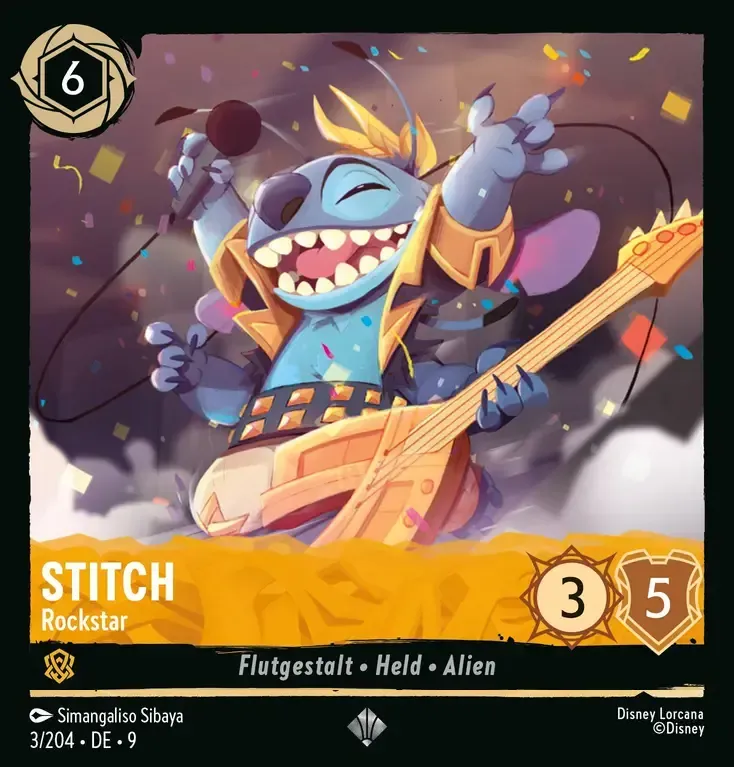 6
STITCH
Rockstar
3
5
Flutgestalt • Held • Alien
Simangaliso Sibaya
Disney Lorcana
3/204 • DE • 9
©Disney